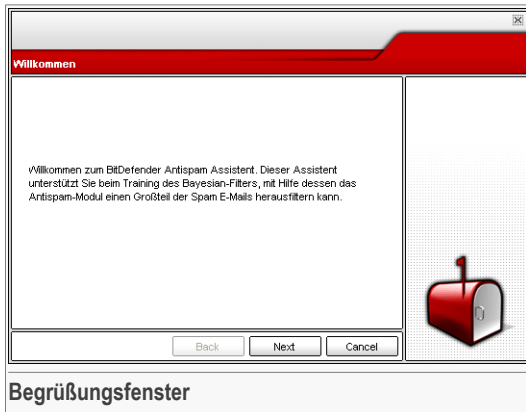 Willkommen
Willkommen zum BitDefender Antispam Assistent. Dieser Assistent
unterstützt Sie beim Training des Bayesian-Filters, mit Hilfe dessen das
Antispam-Modul einen Großteil der Spam E-Mails herausfiltern kann.
Back Next Cancel
Begrüßungsfenster